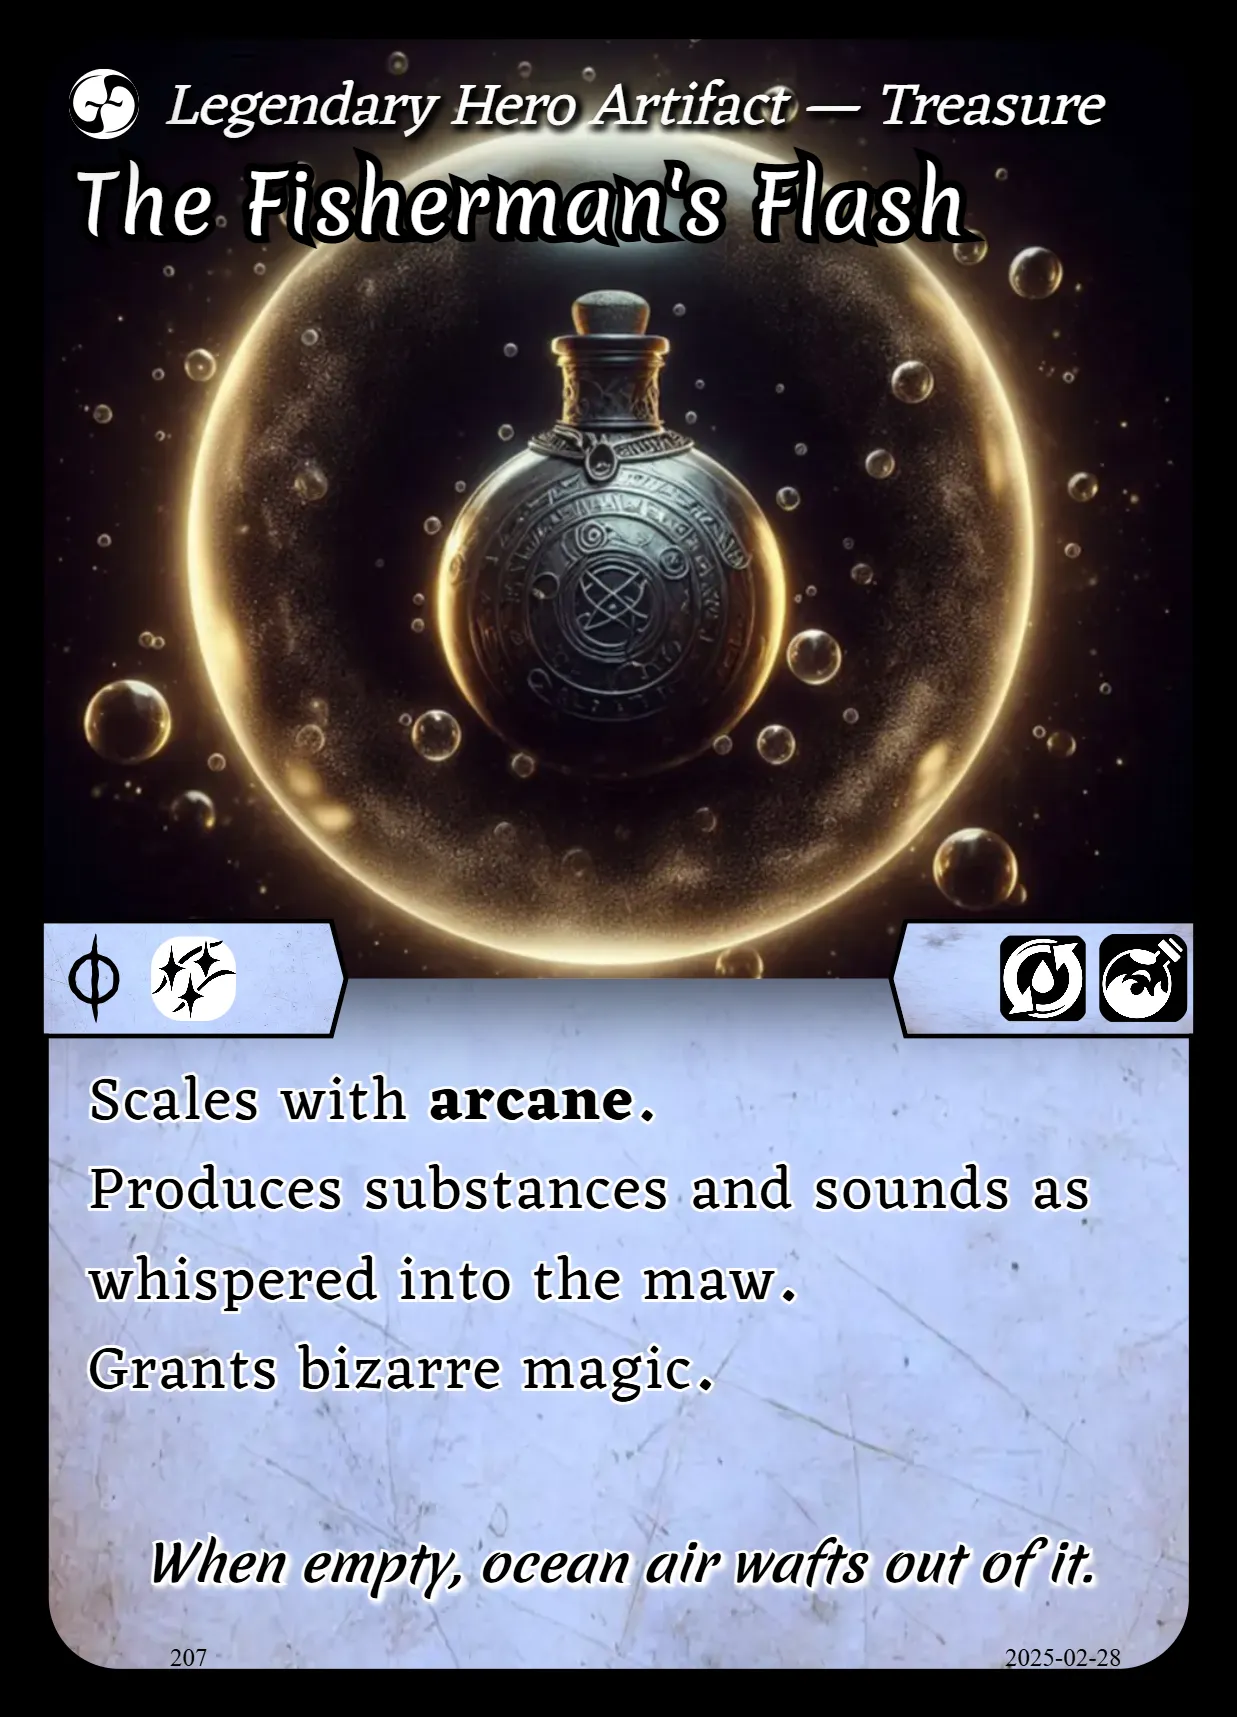 Legendary Hero Artifact — Treasure
The Fisherman's Flash
Scales with arcane.
Produces substances and sounds as
whispered into the maw.
Grants bizarre magic.
When empty, ocean air wafts out of it.
207
2025-02-28